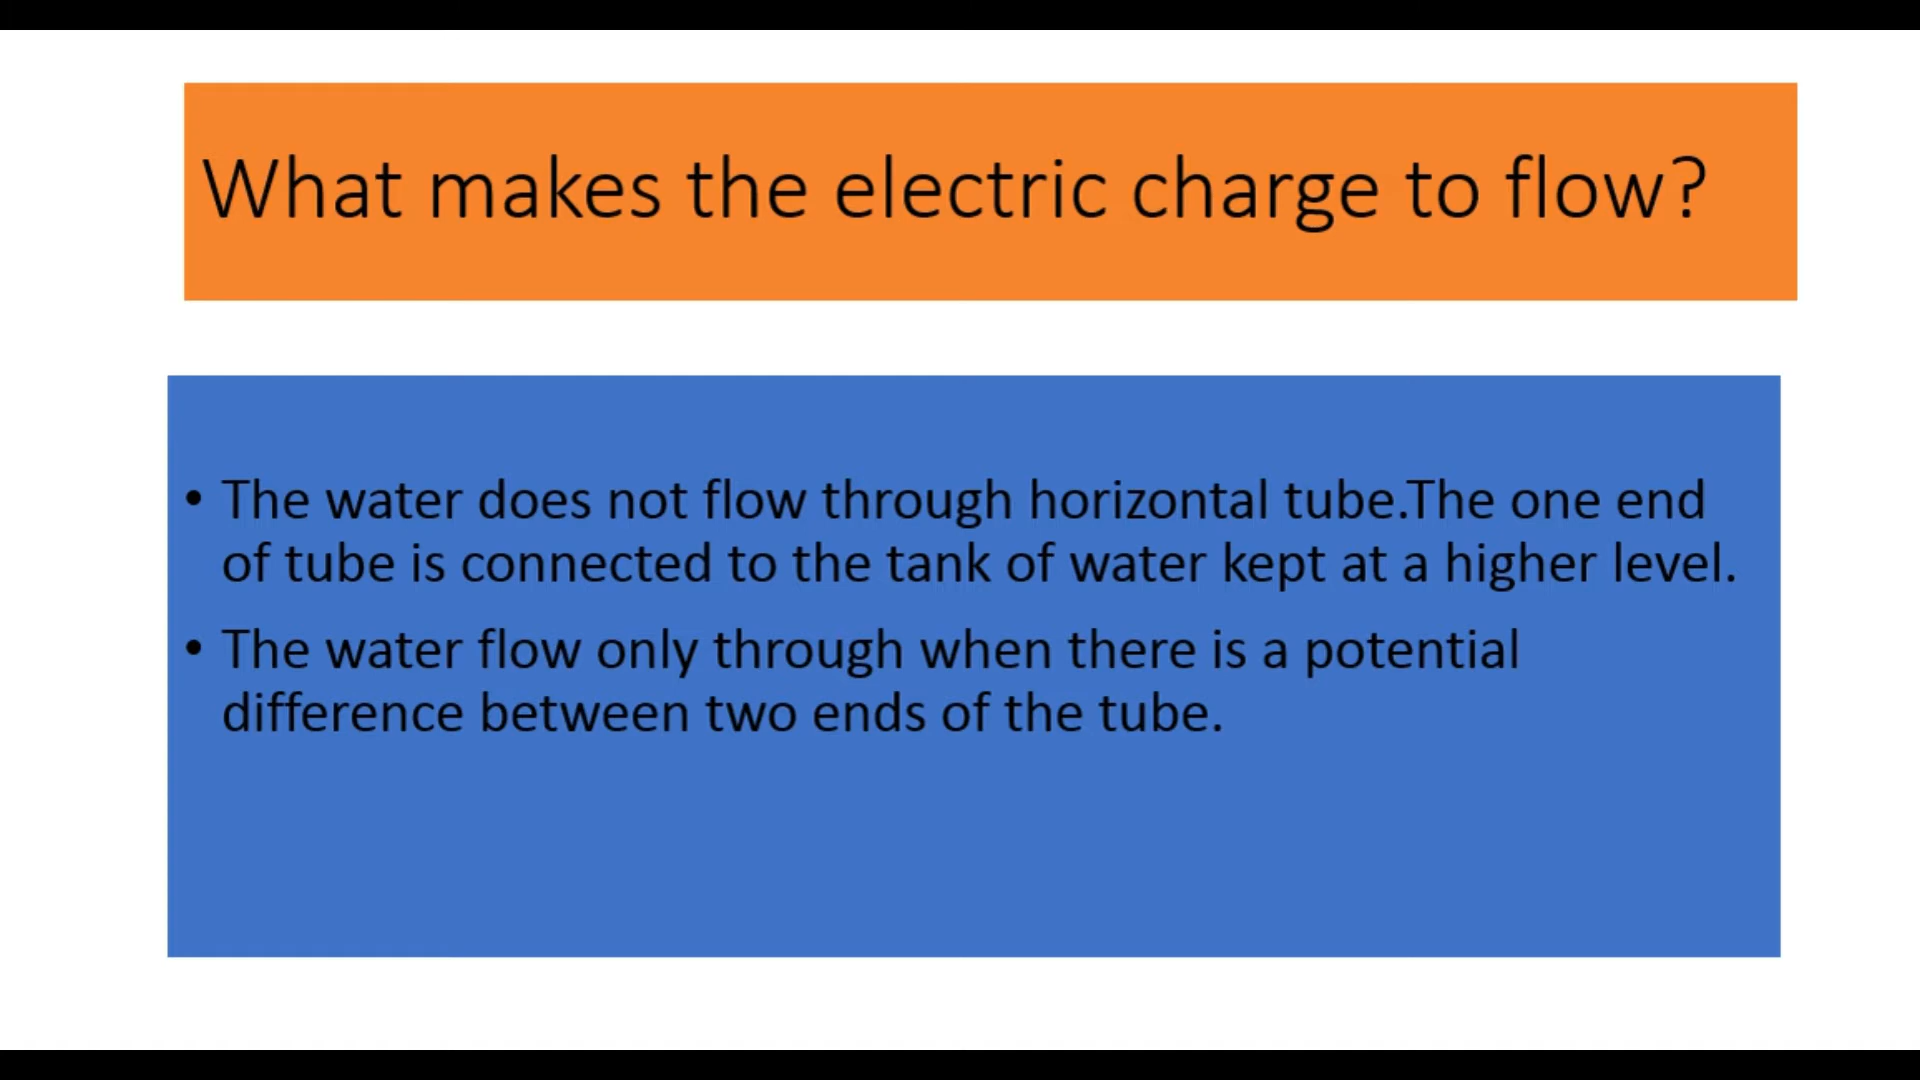 What makes the electric charge to flow?
• The water does not flow through horizontal tube.The one end
of tube is connected to the tank of water kept at a higher level.
• The water flow only through when there is a potential
difference between two ends of the tube.